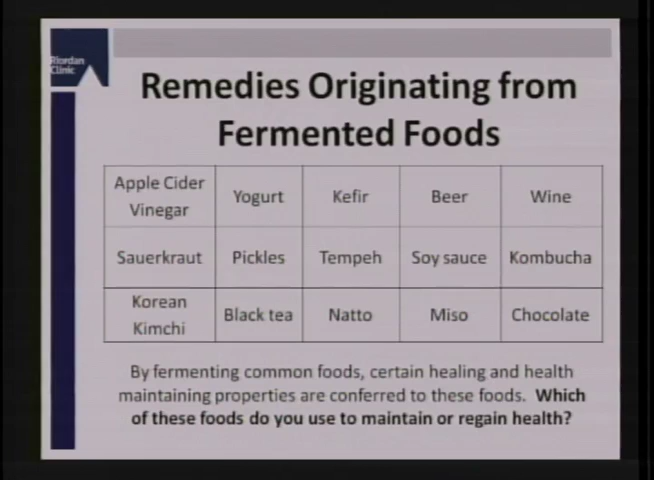 Riordan
Clinic
Remedies Originating from
Fermented Foods
Apple Cider
Vinegar
Yogurt
Kefir
Beer
Wine
Sauerkraut
Pickles
Tempeh
Soy sauce
Kombucha
Korean
Kimchi
Black tea
Natto
Miso
Chocolate
By fermenting common foods, certain healing and health
maintaining properties are conferred to these foods. Which
of these foods do you use to maintain or regain health?